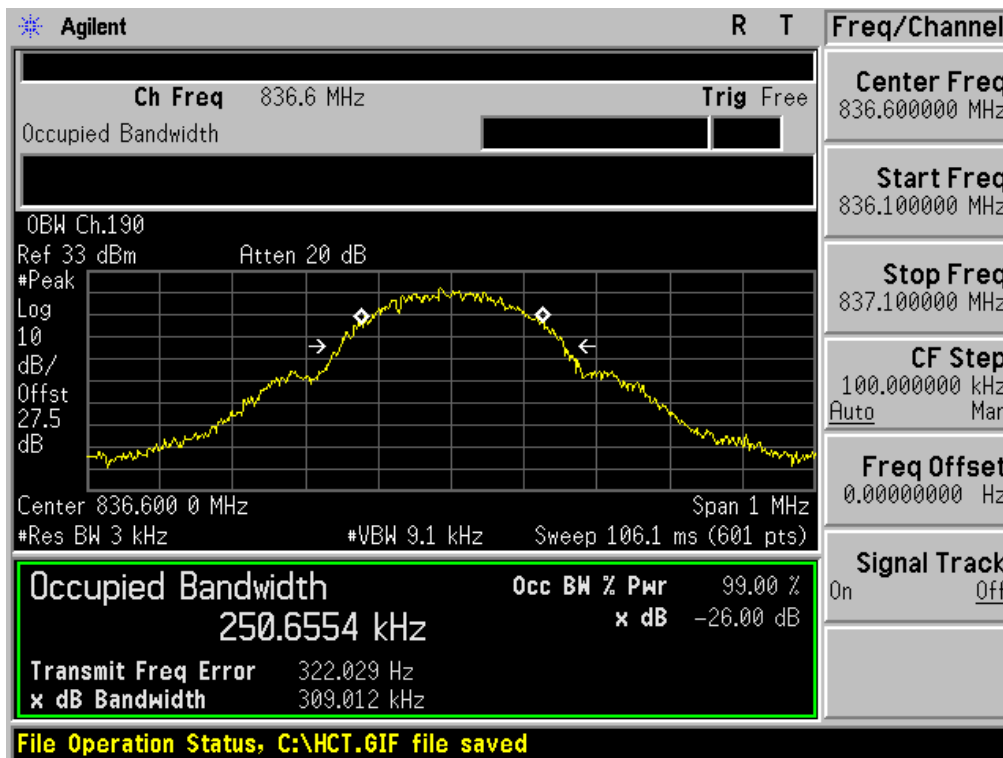 Agilent R T
Ch Freq 836.6 MHz Trig Free
Occupied Bandwidth
OBW Ch.190
Ref 33 dBm Atten 20 dB
#Peak
Log
10
dB/
Offst
27.5
dB
Center 836.600 0 MHz Span 1 MHz
#Res BW 3 kHz #VBW 9.1 kHz Sweep 106.1 ms (601 pts)
Occupied Bandwidth
250.6554 kHz
Occ BW % Pwr 99.00 %
x dB -26.00 dB
Transmit Freq Error 322.029 Hz
x dB Bandwidth 309.012 kHz
File Operation Status, C:\HCT.GIF file saved
Freq/Channel
Center Freq
836.600000 MHz
Start Freq
836.100000 MHz
Stop Freq
837.100000 MHz
CF Step
100.000000 kHz
Auto Man
Freq Offset
0.00000000 Hz
Signal Track
On Off